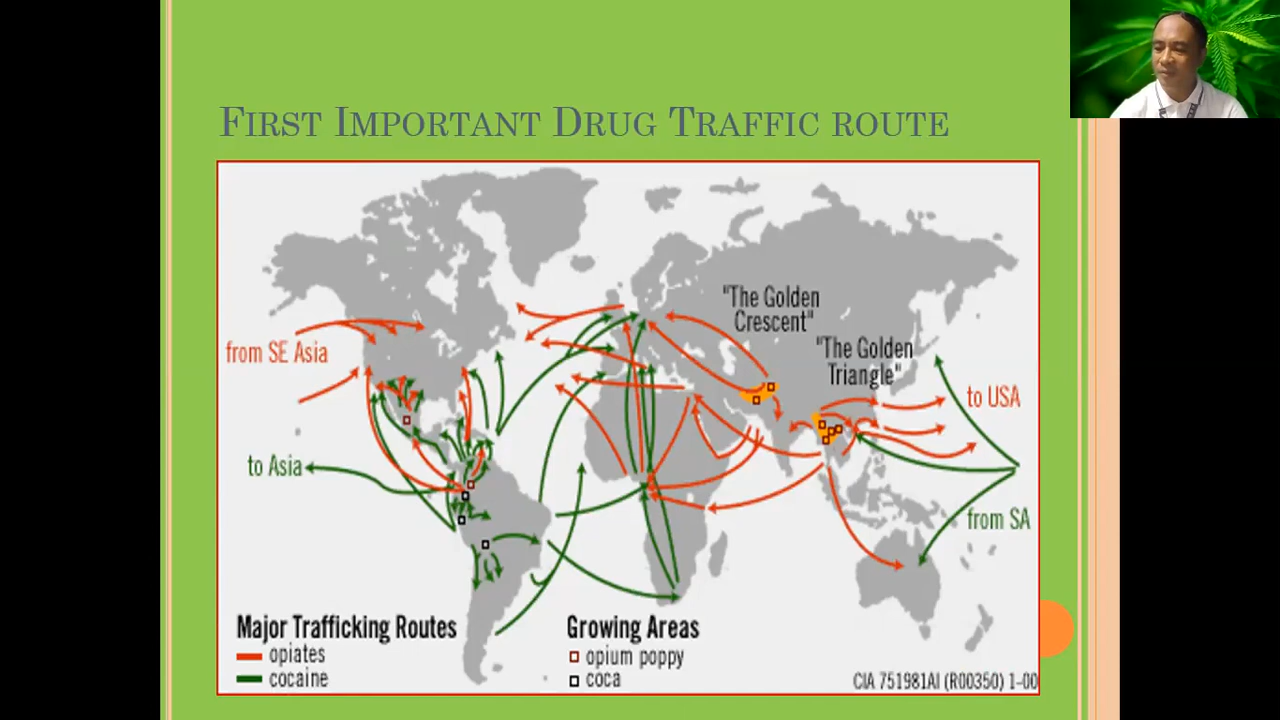 FIRST IMPORTANT DRUG TRAFFIC ROUTE
"The Golden
Crescent"
"The Golden
Triangle"
from SE Asia
to USA
to Asia
from SA
Major Trafficking Routes
opiates
cocaine
Growing Areas
opium poppy
coca
CIA 751981AI (R00350) 1-00